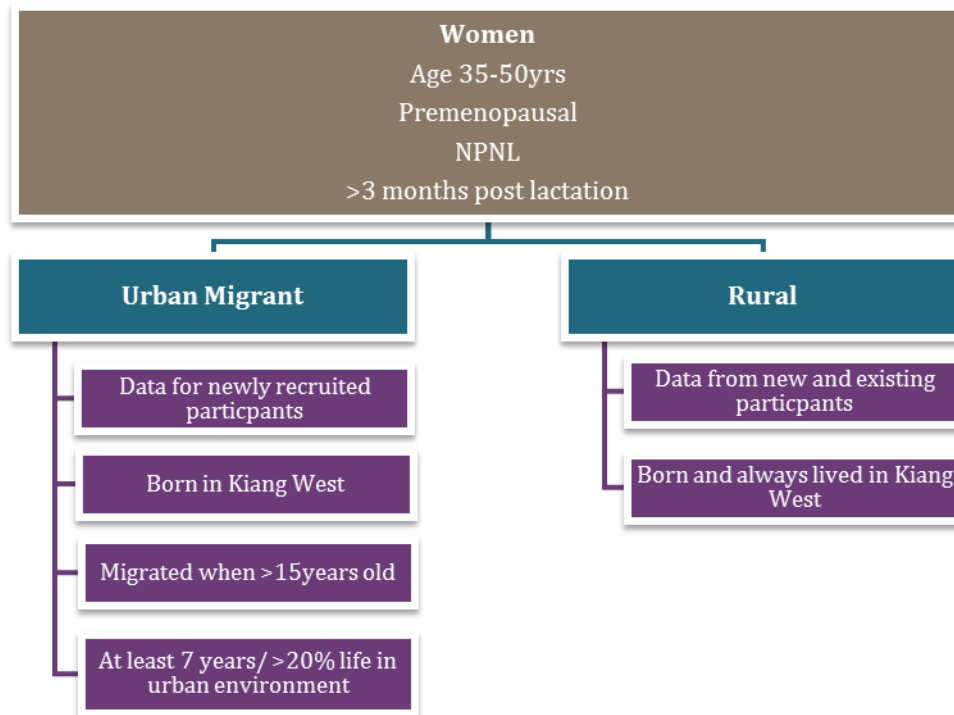 Women
Age 35-50yrs
Premenopausal
NPNL
>3 months post lactation
Urban Migrant
Data for newly recruited
particpants
Born in Kiang West
Migrated when >15years old
At least 7 years/ >20% life in
urban environment
Rural
Data from new and existing
particpants
Born and always lived in Kiang
West